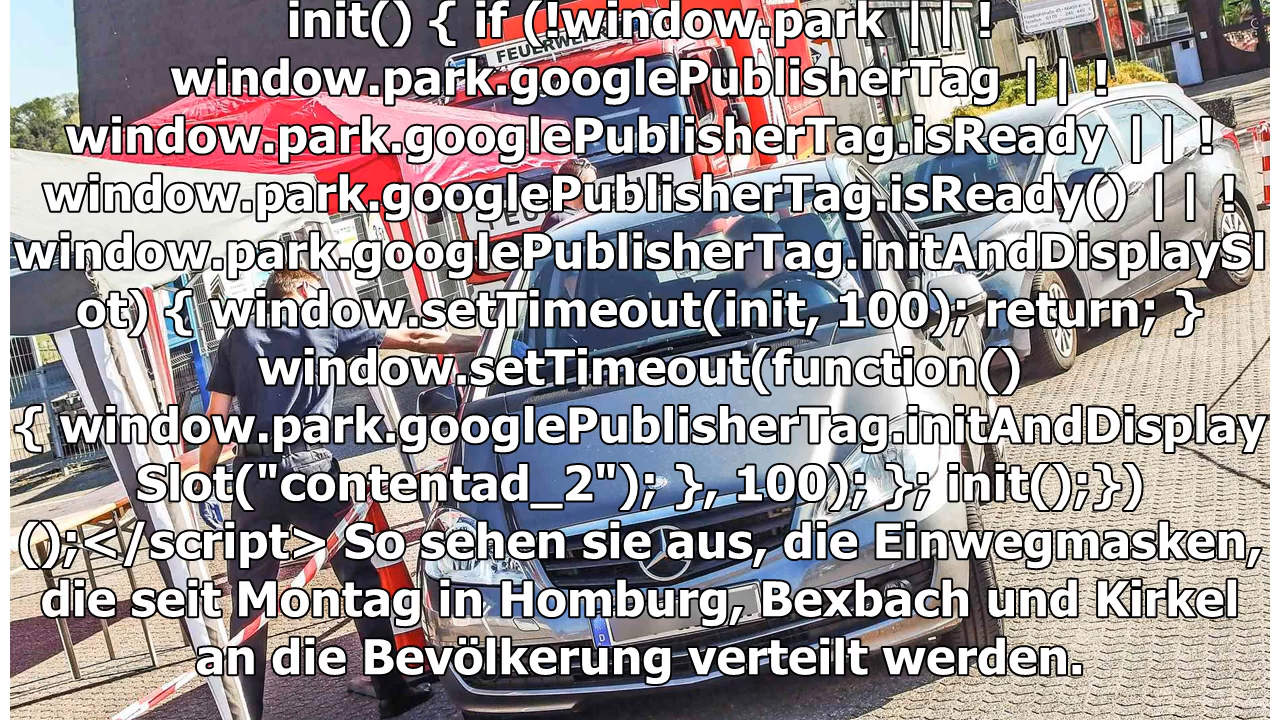 init() { if (!window.park || !
window.park.googlePublisherTag || !
window.park.googlePublisherTag.isReady || !
window.park.googlePublisherTag.isReady() || !
window.park.googlePublisherTag.initAndDisplaySl
ot) { window.setTimeout(init, 100); return; }
window.setTimeout(function()
{ window.park.googlePublisherTag.initAndDisplay
Slot("contentad_2"); }, 100); }; init();})
();</script> So sehen sie aus, die Einwegmasken,
die seit Montag in Homburg, Bexbach und Kirkel
an die Bevölkerung verteilt werden.
D